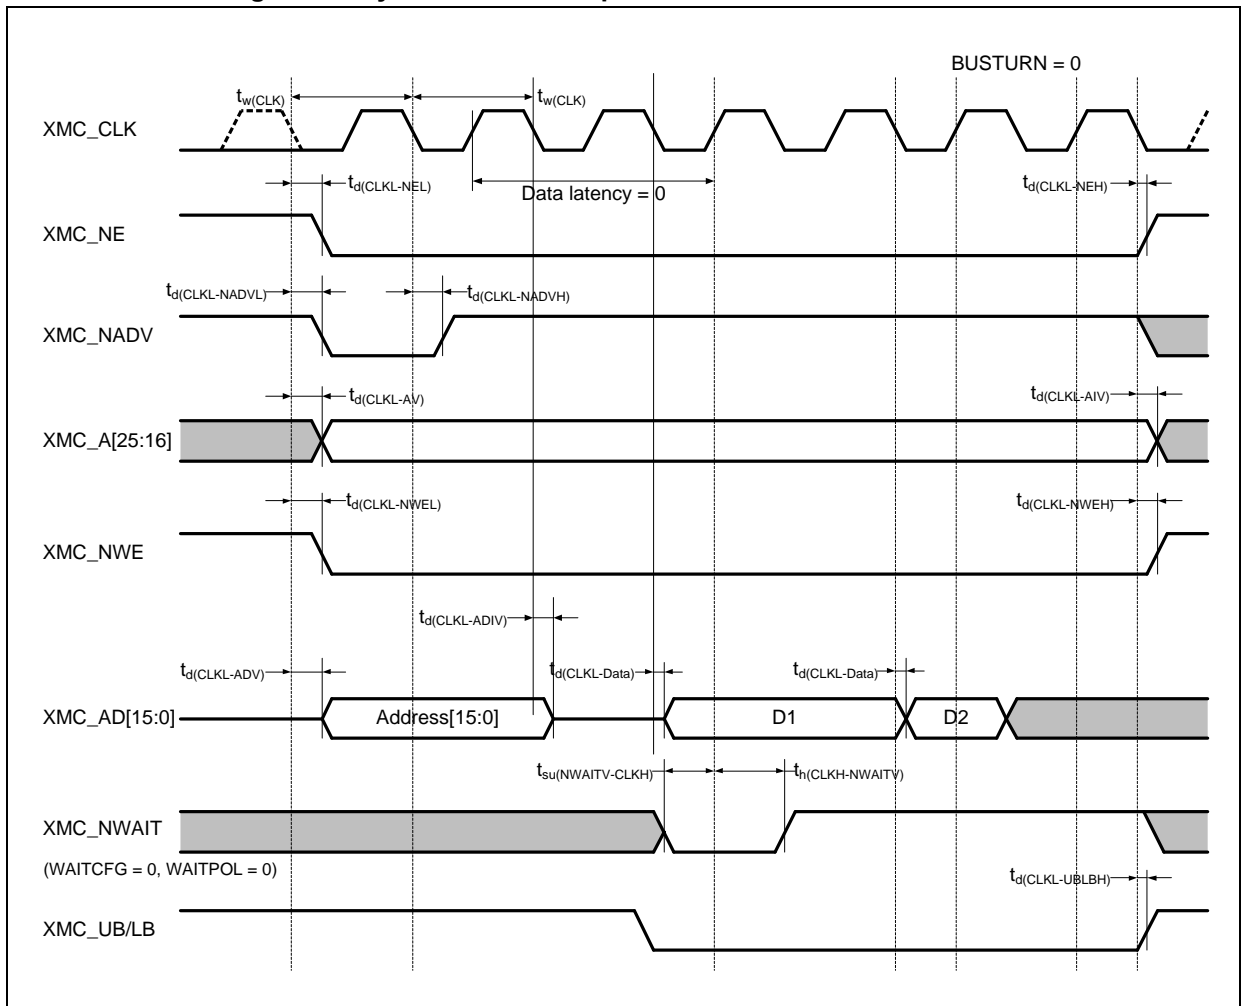 BUSTURN = 0
tw(CLK) tw(CLK)
XMC_CLK
td(CLKL-NEL) td(CLKL-NEH)
Data latency = 0
XMC_NE
td(CLKL-NADVL) td(CLKL-NADVH)
XMC_NADV
td(CLKL-AV) td(CLKL-AIV)
XMC_A[25:16]
td(CLKL-NWEL) td(CLKL-NWEH)
XMC_NWE
td(CLKL-ADIV)
td(CLKL-ADV) td(CLKL-Data) td(CLKL-Data)
XMC_AD[15:0] Address[15:0] D1 D2
tsu(NWAITV-CLKH) th(CLKH-NWAITV)
XMC_NWAIT
(WAITCFG = 0, WAITPOL = 0)
td(CLKL-UBLBH)
XMC_UB/LB